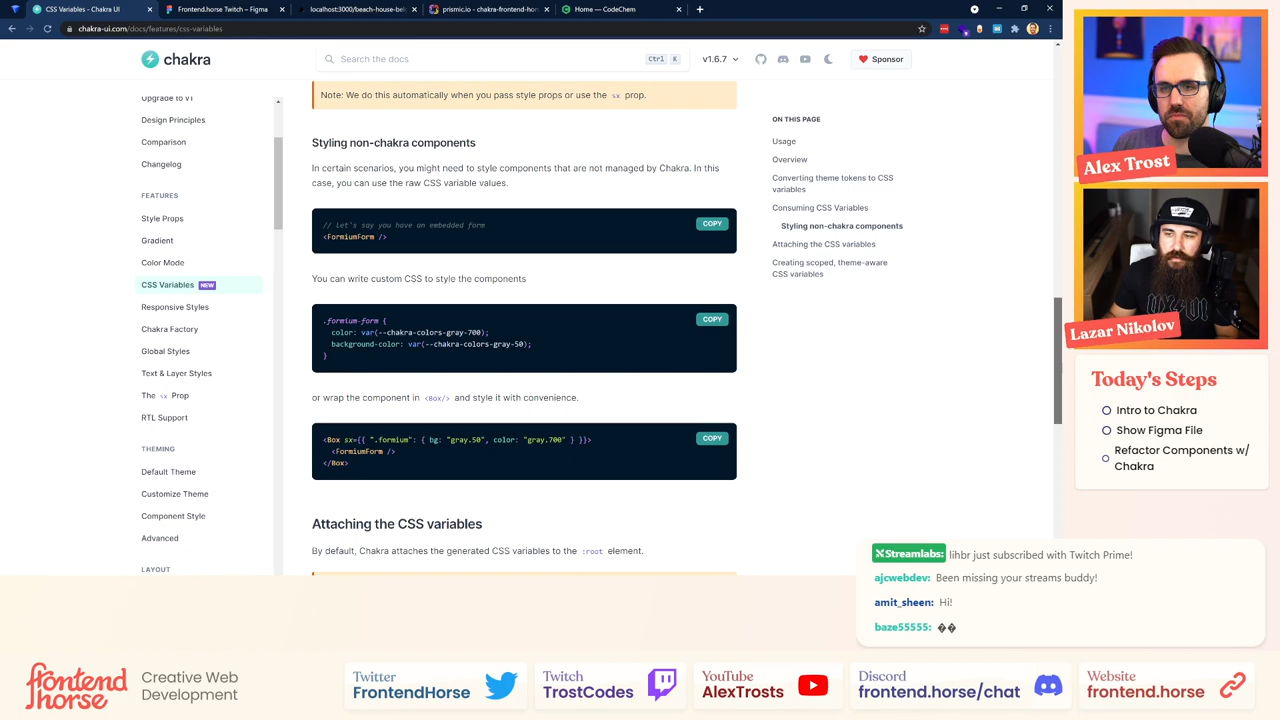 CSS Variables - Chakra UI
Frontend.horse Twitch – Figma
localhost:3000/beach-house-bel
prismic.io - chakra-frontend-hor
Home — CodeChem
chakra-ui.com/docs/features/css-variables
chakra
Search the docs
Ctrl K
v1.6.7
Sponsor
Upgrade to V1
Design Principles
Comparison
Changelog
FEATURES
Style Props
Gradient
Color Mode
CSS Variables NEW
Responsive Styles
Chakra Factory
Global Styles
Text & Layer Styles
The sx Prop
RTL Support
THEMING
Default Theme
Customize Theme
Component Style
Advanced
LAYOUT
Note: We do this automatically when you pass style props or use the sx prop.
Styling non-chakra components
In certain scenarios, you might need to style components that are not managed by Chakra. In this
case, you can use the raw CSS variable values.
// Let's say you have an embedded form
<FormiumForm />
COPY
You can write custom CSS to style the components
.formium-form {
color: var(--chakra-colors-gray-700);
background-color: var(--chakra-colors-gray-50);
}
COPY
or wrap the component in <Box/> and style it with convenience.
<Box sx={{ ".formium": { bg: "gray.50", color: "gray.700" } }}>
<FormiumForm />
</Box>
COPY
Attaching the CSS variables
By default, Chakra attaches the generated CSS variables to the :root element.
ON THIS PAGE
Usage
Overview
Converting theme tokens to CSS
variables
Consuming CSS Variables
Styling non-chakra components
Attaching the CSS variables
Creating scoped, theme-aware
CSS variables
Alex Trost
Lazar Nikolov
Today's Steps
Intro to Chakra
Show Figma File
Refactor Components w/
Chakra
Streamlabs: lihbr just subscribed with Twitch Prime!
ajcwebdev: Been missing your streams buddy!
amit_sheen: Hi!
baze55555: ��
frontend
horse
Creative Web
Development
Twitter
FrontendHorse
Twitch
TrostCodes
YouTube
AlexTrosts
Discord
frontend.horse/chat
Website
frontend.horse